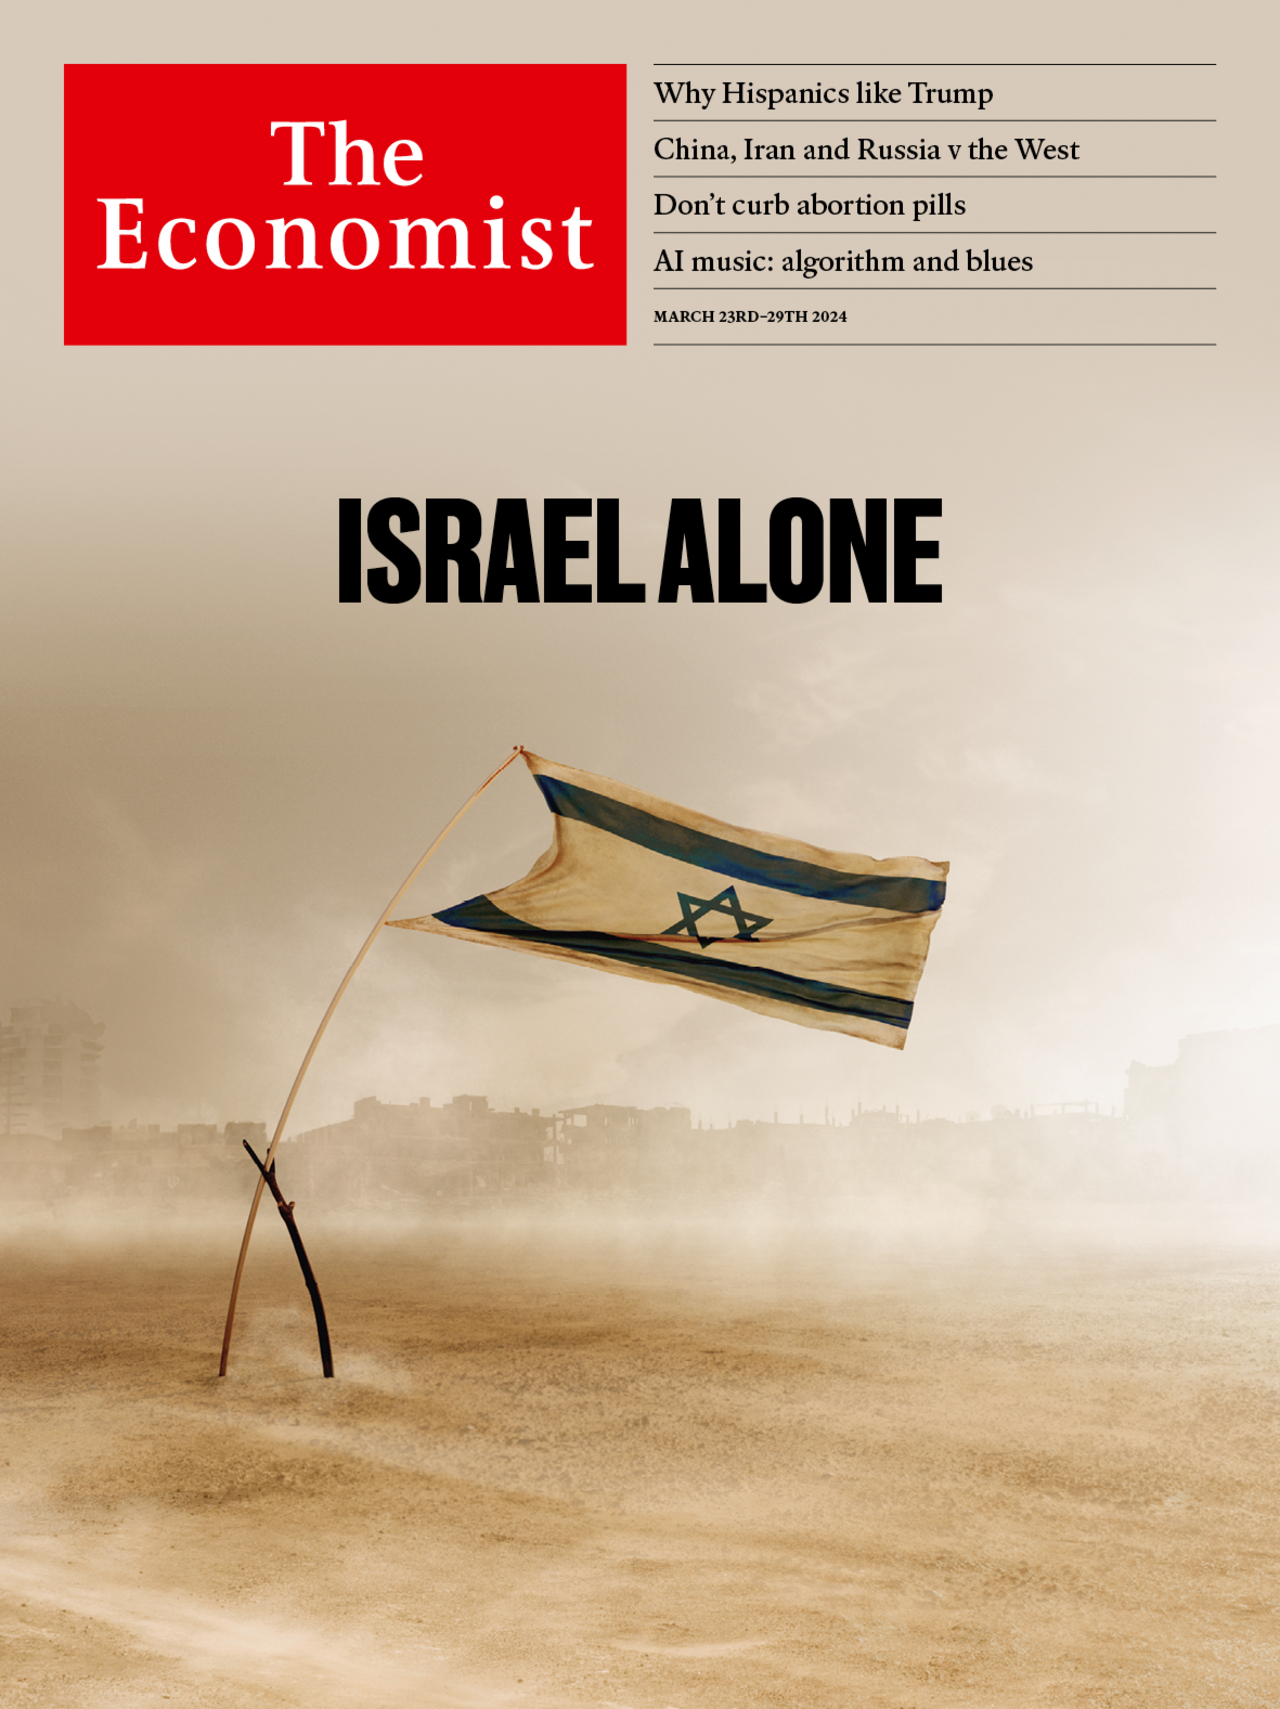 The
Economist
Why Hispanics like Trump
China, Iran and Russia v the West
Don’t curb abortion pills
AI music: algorithm and blues
MARCH 23RD–29TH 2024
ISRAEL ALONE